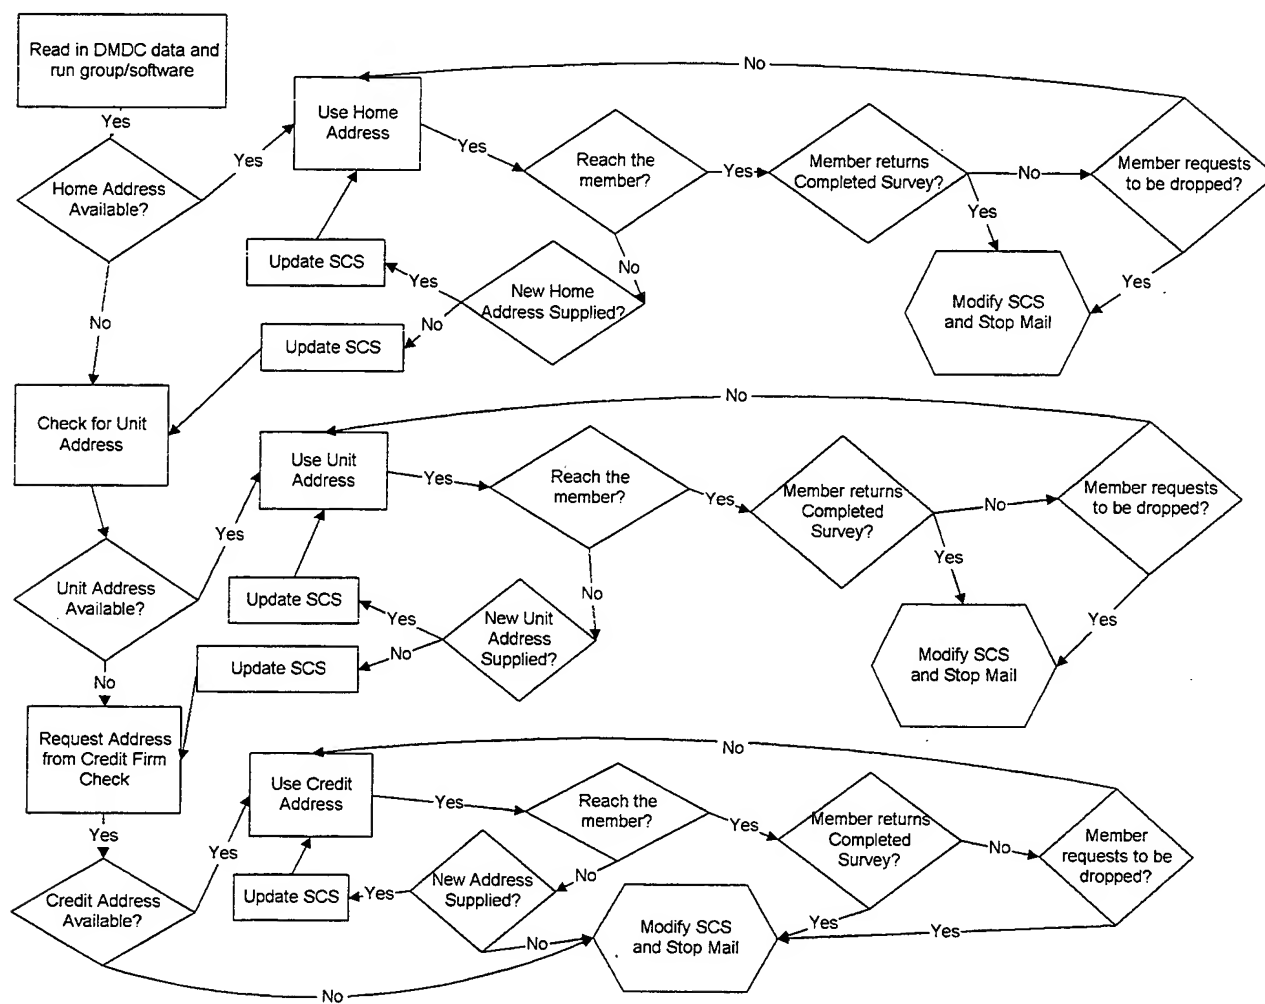 Read in DMDC data and
run group/software
Yes
Home Address
Available?
Yes
No
Use Home
Address
Yes
Reach the
member?
Yes
Member returns
Completed Survey?
No
Member requests
to be dropped?
No
Yes
Yes
Modify SCS
and Stop Mail
No
New Home
Address Supplied?
Yes
Update SCS
No
Update SCS
Check for Unit
Address
Unit Address
Available?
Yes
No
Use Unit
Address
Yes
Reach the
member?
Yes
Member returns
Completed
Survey?
No
Member requests
to be dropped?
No
Yes
Yes
Modify SCS
and Stop Mail
No
New Unit
Address
Supplied?
Yes
Update SCS
No
Update SCS
Request Address
from Credit Firm
Check
Yes
Credit Address
Available?
Yes
No
Use Credit
Address
Yes
Reach the
member?
Yes
Member returns
Completed
Survey?
No
Member
requests to be
dropped?
No
Yes
Yes
No
New Address
Supplied?
Yes
Update SCS
No
Modify SCS
and Stop Mail